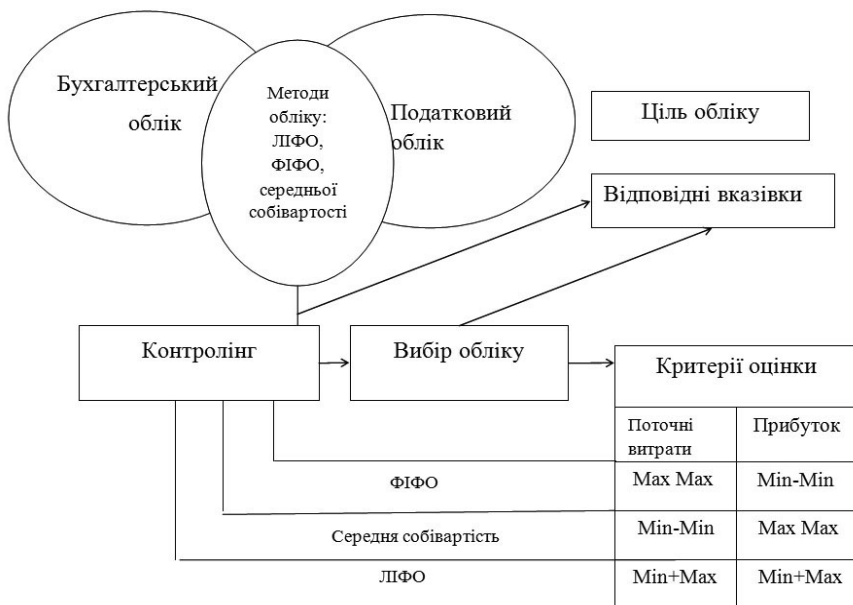 Бухгалтерський
облік
Методи
обліку:
ЛІФО,
ФІФО,
середньої
собівартості
Податковий
облік
Ціль обліку
Відповідні вказівки
Контролінг
Вибір обліку
Критерії оцінки
Поточні
витрати
Прибуток
ФІФО
Max Max
Min-Min
Середня собівартість
Min-Min
Max Max
ЛІФО
Min+Max
Min+Max